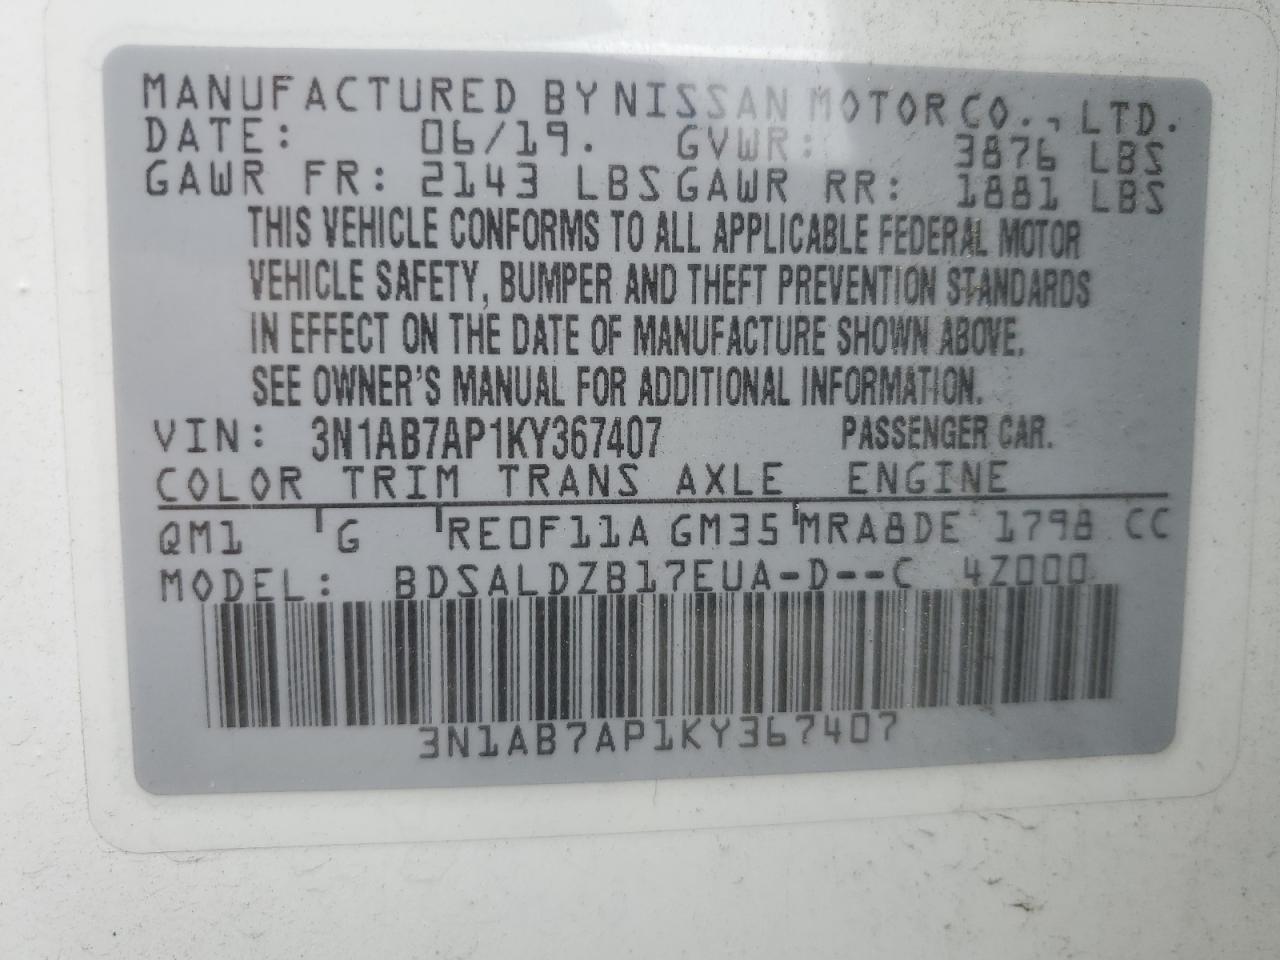 MANUFACTURED BY NISSAN MOTOR CO., LTD.
DATE: 06/19. GVWR: 3876 LBS
GAWR FR: 2143 LBS GAWR RR: 1881 LBS
THIS VEHICLE CONFORMS TO ALL APPLICABLE FEDERAL MOTOR
VEHICLE SAFETY, BUMPER AND THEFT PREVENTION STANDARDS
IN EFFECT ON THE DATE OF MANUFACTURE SHOWN ABOVE.
SEE OWNER'S MANUAL FOR ADDITIONAL INFORMATION.
VIN: 3N1AB7AP1KY367407 PASSENGER CAR.
COLOR TRIM TRANS AXLE ENGINE
QM1 G RE0F11A GM35 MRA8DE 1798 CC
MODEL: BDSALDZB17EUA-D--C 4Z000
3N1AB7AP1KY367407